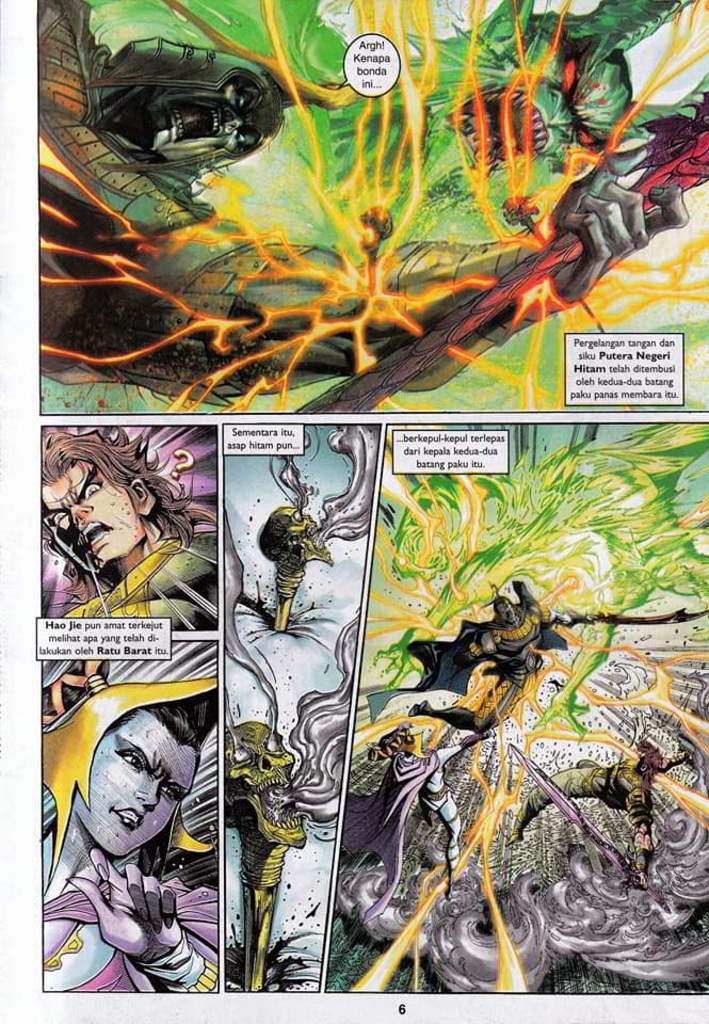 Argh!
Kenapa
bonda
ini...
Pergelangan tangan dan
siku Putera Negeri
Hitam telah ditembusi
oleh kedua-dua batang
paku panas membara itu.
?
Hao Jie pun amat terkejut
melihat apa yang telah di-
lakukan oleh Ratu Barat itu.
Sementara itu,
asap hitam pun...
...berkepul-kepul terlepas
dari kepala kedua-dua
batang paku itu.
6